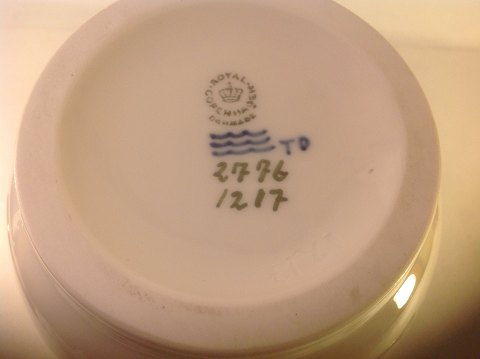 ROYAL COPENHAGEN
DENMARK
TD
2776
1217